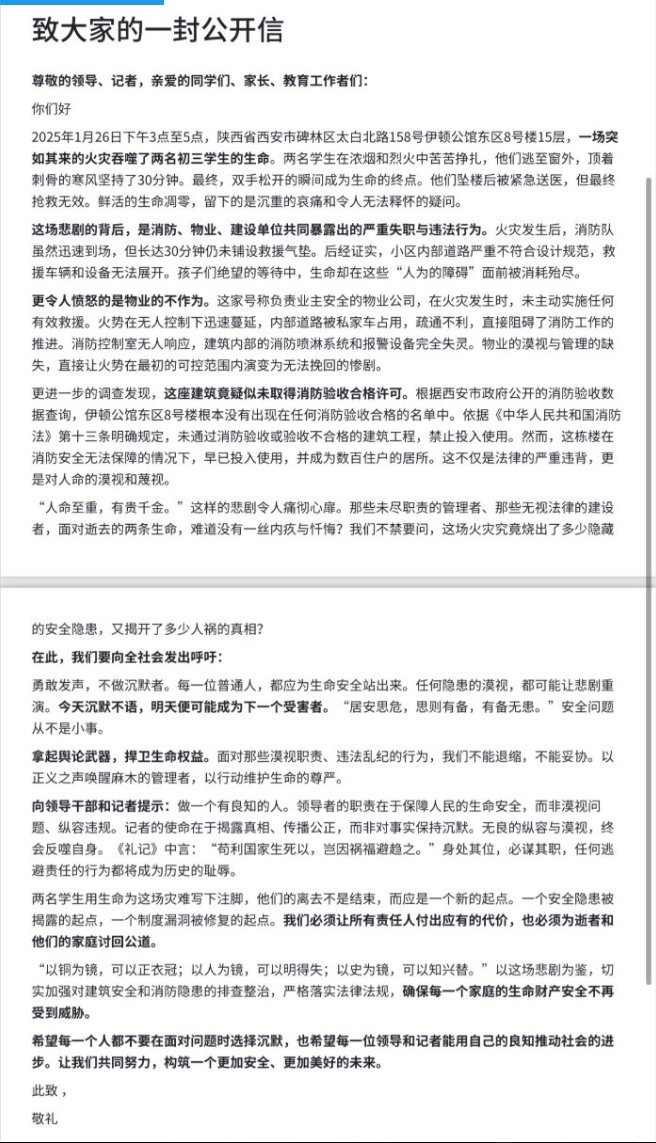 致大家的一封公开信
尊敬的领导、记者，亲爱的同学们、家长、教育工作者们：
你们好
2025年1月26日下午3点至5点，陕西省西安市碑林区太白北路158号伊顿公馆东区8号楼15层，一场突
如其来的火灾吞噬了两名初三学生的生命。两名学生在浓烟和烈火中苦苦挣扎，他们逃至窗外，顶着
刺骨的寒风坚持了30分钟。最终，双手松开的瞬间成为生命的终点。他们坠楼后被紧急送医，但最终
抢救无效。鲜活的生命凋零，留下的是沉重的哀痛和令人无法释怀的疑问。
这场悲剧的背后，是消防、物业、建设单位共同暴露出的严重失职与违法行为。火灾发生后，消防队
虽然迅速到场，但长达30分钟仍未铺设救援气垫。后经证实，小区内部道路严重不符合设计规范，救
援车辆和设备无法展开。孩子们绝望的等待中，生命却在这些“人为的障碍”面前被消耗殆尽。
更令人愤怒的是物业的不作为。这家号称负责业主安全的物业公司，在火灾发生时，未主动实施任何
有效救援。火势在无人控制下迅速蔓延，内部道路被私家车占用，疏通不利，直接阻碍了消防工作的
推进。消防控制室无人响应，建筑内部的消防喷淋系统和报警设备完全失灵。物业的漠视与管理的缺
失，直接让火势在最初的可控范围内演变为无法挽回的惨剧。
更进一步的调查发现，这座建筑竟疑似未取得消防验收合格许可。根据西安市政府公开的消防验收数
据查询，伊顿公馆东区8号楼根本没有出现在任何消防验收合格的名单中。依据《中华人民共和国消防
法》第十三条明确规定，未通过消防验收或验收不合格的建筑工程，禁止投入使用。然而，这栋楼在
消防安全无法保障的情况下，早已投入使用，并成为数百住户的居所。这不仅是法律的严重违背，更
是对人命的漠视和蔑视。
“人命至重，有贵千金。”这样的悲剧令人痛彻心扉。那些未尽职责的管理者、那些无视法律的建设
者，面对逝去的两条生命，难道没有一丝内疚与忏悔？我们不禁要问，这场火灾究竟烧出了多少隐藏
的安全隐患，又揭开了多少人祸的真相？
在此，我们要向全社会发出呼吁：
勇敢发声，不做沉默者。每一位普通人，都应为生命安全站出来。任何隐患的漠视，都可能让悲剧重
演。今天沉默不语，明天便可能成为下一个受害者。“居安思危，思则有备，有备无患。”安全问题
从不是小事。
拿起舆论武器，捍卫生命权益。面对那些漠视职责、违法乱纪的行为，我们不能退缩，不能妥协。以
正义之声唤醒麻木的管理者，以行动维护生命的尊严。
向领导干部和记者提示：做一个有良知的人。领导者的职责在于保障人民的生命安全，而非漠视问
题、纵容违规。记者的使命在于揭露真相、传播公正，而非对事实保持沉默。无良的纵容与漠视，终
会反噬自身。《礼记》中言：“苟利国家生死以，岂因祸福避趋之。”身处其位，必谋其职，任何逃
避责任的行为都将成为历史的耻辱。
两名学生用生命为这场灾难写下注脚，他们的离去不是结束，而应是一个新的起点。一个安全隐患被
揭露的起点，一个制度漏洞被修复的起点。我们必须让所有责任人付出应有的代价，也必须为逝者和
他们的家庭讨回公道。
“以铜为镜，可以正衣冠；以人为镜，可以明得失；以史为镜，可以知兴替。”以这场悲剧为鉴，切
实加强对建筑安全和消防隐患的排查整治，严格落实法律法规，确保每一个家庭的生命财产安全不再
受到威胁。
希望每一个人都不要在面对问题时选择沉默，也希望每一位领导和记者能用自己的良知推动社会的进
步。让我们共同努力，构筑一个更加安全、更加美好的未来。
此致，
敬礼